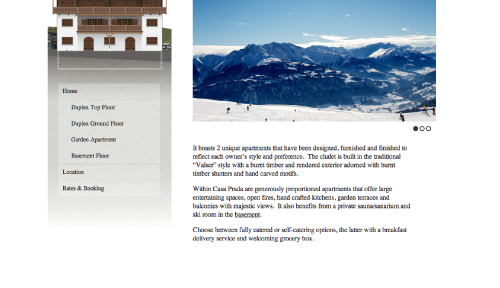 Home
Duplex Top Floor
Duplex Ground Floor
Garden Apartment
Basement Floor
Location
Rates & Booking
It boasts 2 unique apartments that have been designed, furnished and finished to
reflect each owner's style and preference. The chalet is built in the traditional
"Valser" style with a burnt timber and rendered exterior adorned with burnt
timber shutters and hand carved motifs.
Within Casa Prada are generously proportioned apartments that offer large
entertaining spaces, open fires, hand crafted kitchens, garden terraces and
balconies with majestic views. It also benefits from a private sauna/sanarium and
ski room in the basement.
Choose between fully catered or self-catering options, the latter with a breakfast
delivery service and welcoming grocery box.